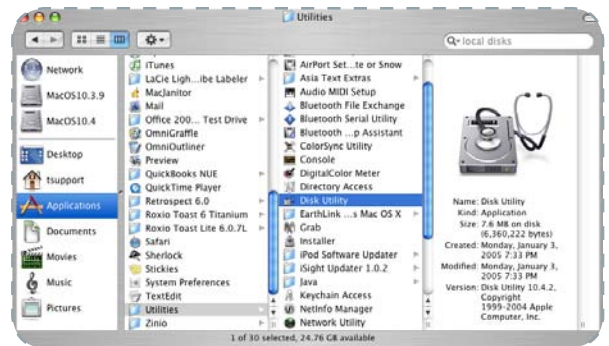 Utilities
local disks
Network
MacOS10.3.9
MacOS10.4
Desktop
tsupport
Applications
Documents
Movies
Music
Pictures
iTunes
LaCie Ligh...ibe Labeler
MacJanitor
Mail
Office 200... Test Drive
OmniGraffle
OmniOutliner
Preview
QuickBooks NUE
QuickTime Player
Retrospect 6.0
Roxio Toast 6 Titanium
Roxio Toast Lite 6.0.7L
Safari
Sherlock
Stickies
System Preferences
TextEdit
Utilities
Zinio
AirPort Set...te or Snow
Asia Text Extras
Audio MIDI Setup
Bluetooth File Exchange
Bluetooth Serial Utility
Bluetooth ...p Assistant
ColorSync Utility
Console
DigitalColor Meter
Directory Access
Disk Utility
EarthLink ...s Mac OS X
Grab
Installer
iPod Software Updater
iSight Updater 1.0.2
Java
Keychain Access
NetInfo Manager
Network Utility
Name: Disk Utility
Kind: Application
Size: 7.6 MB on disk
(6,360,222 bytes)
Created: Monday, January 3,
2005 7:33 PM
Modified: Monday, January 3,
2005 7:33 PM
Version: Disk Utility 10.4.2,
Copyright
1999-2004 Apple
Computer, Inc.
1 of 30 selected, 24.76 GB available